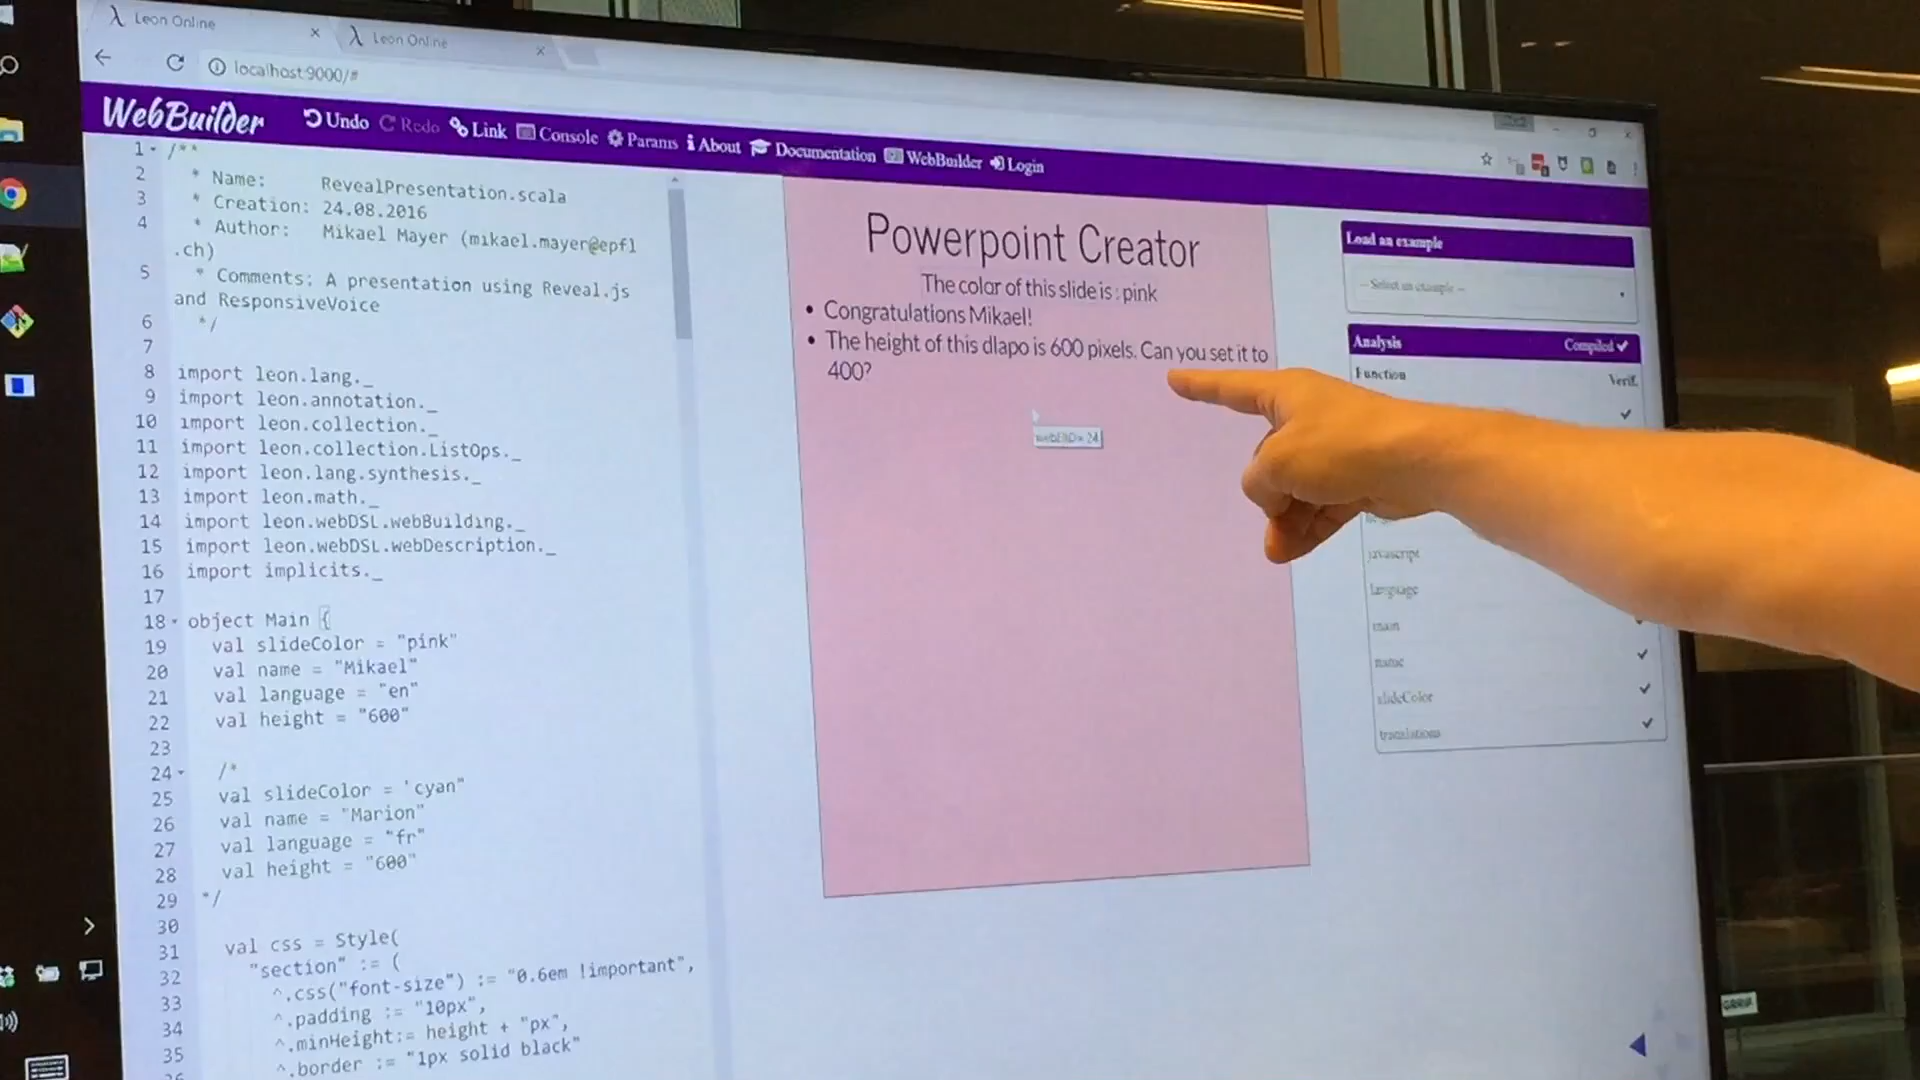 Leon Online
Leon Online
localhost:9000/#
WebBuilder
Undo Redo Link Console Params About Documentation WebBuilder Login
1 /**
2 * Name: RevealPresentation.scala
3 * Creation: 24.08.2016
4 * Author: Mikael Mayer (mikael.mayer@epfl
.ch)
5 * Comments: A presentation using Reveal.js
and ResponsiveVoice
6 */
7
8 import leon.lang._
9 import leon.annotation._
10 import leon.collection._
11 import leon.collection.ListOps._
12 import leon.lang.synthesis._
13 import leon.math._
14 import leon.webDSL.webBuilding._
15 import leon.webDSL.webDescription._
16 import implicits._
17
18 object Main {
19 val slideColor = "pink"
20 val name = "Mikael"
21 val language = "en"
22 val height = "600"
23
24 /*
25 val slideColor = 'cyan"
26 val name = "Marion"
27 val language = "fr"
28 val height = "600"
29 */
30
31 val css = Style(
32 "section" := (
33 ^.css("font-size") := "0.6em !important",
34 ^.padding := "10px",
35 ^.minHeight:= height + "px",
^.border := "1px solid black"
Powerpoint Creator
The color of this slide is : pink
• Congratulations Mikael!
• The height of this dIapo is 600 pixels. Can you set it to
400?
webElID= 24
Load an example
-- Select an example --
Analysis Compiled
Function Verif.
javascript
language
main
name
slideColor
translations